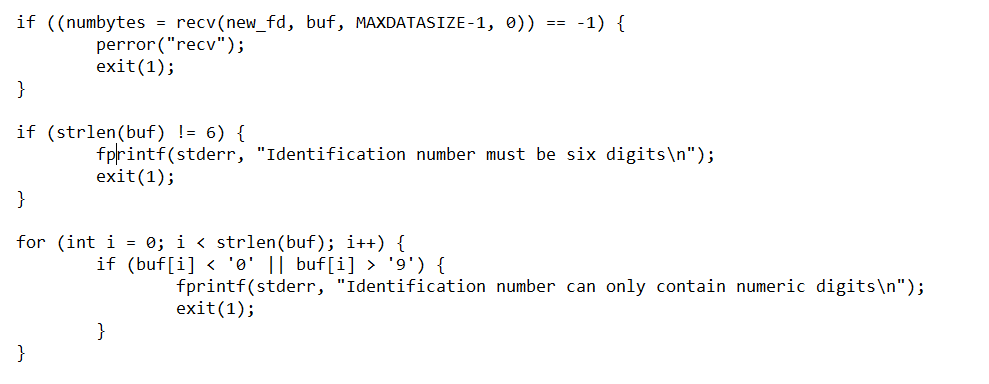 if ((numbytes = recv(new_fd, buf, MAXDATASIZE-1, 0)) == -1) {
        perror("recv");
        exit(1);
}

if (strlen(buf) != 6) {
        fprintf(stderr, "Identification number must be six digits\n");
        exit(1);
}

for (int i = 0; i < strlen(buf); i++) {
        if (buf[i] < '0' || buf[i] > '9') {
                fprintf(stderr, "Identification number can only contain numeric digits\n");
                exit(1);
        }
}